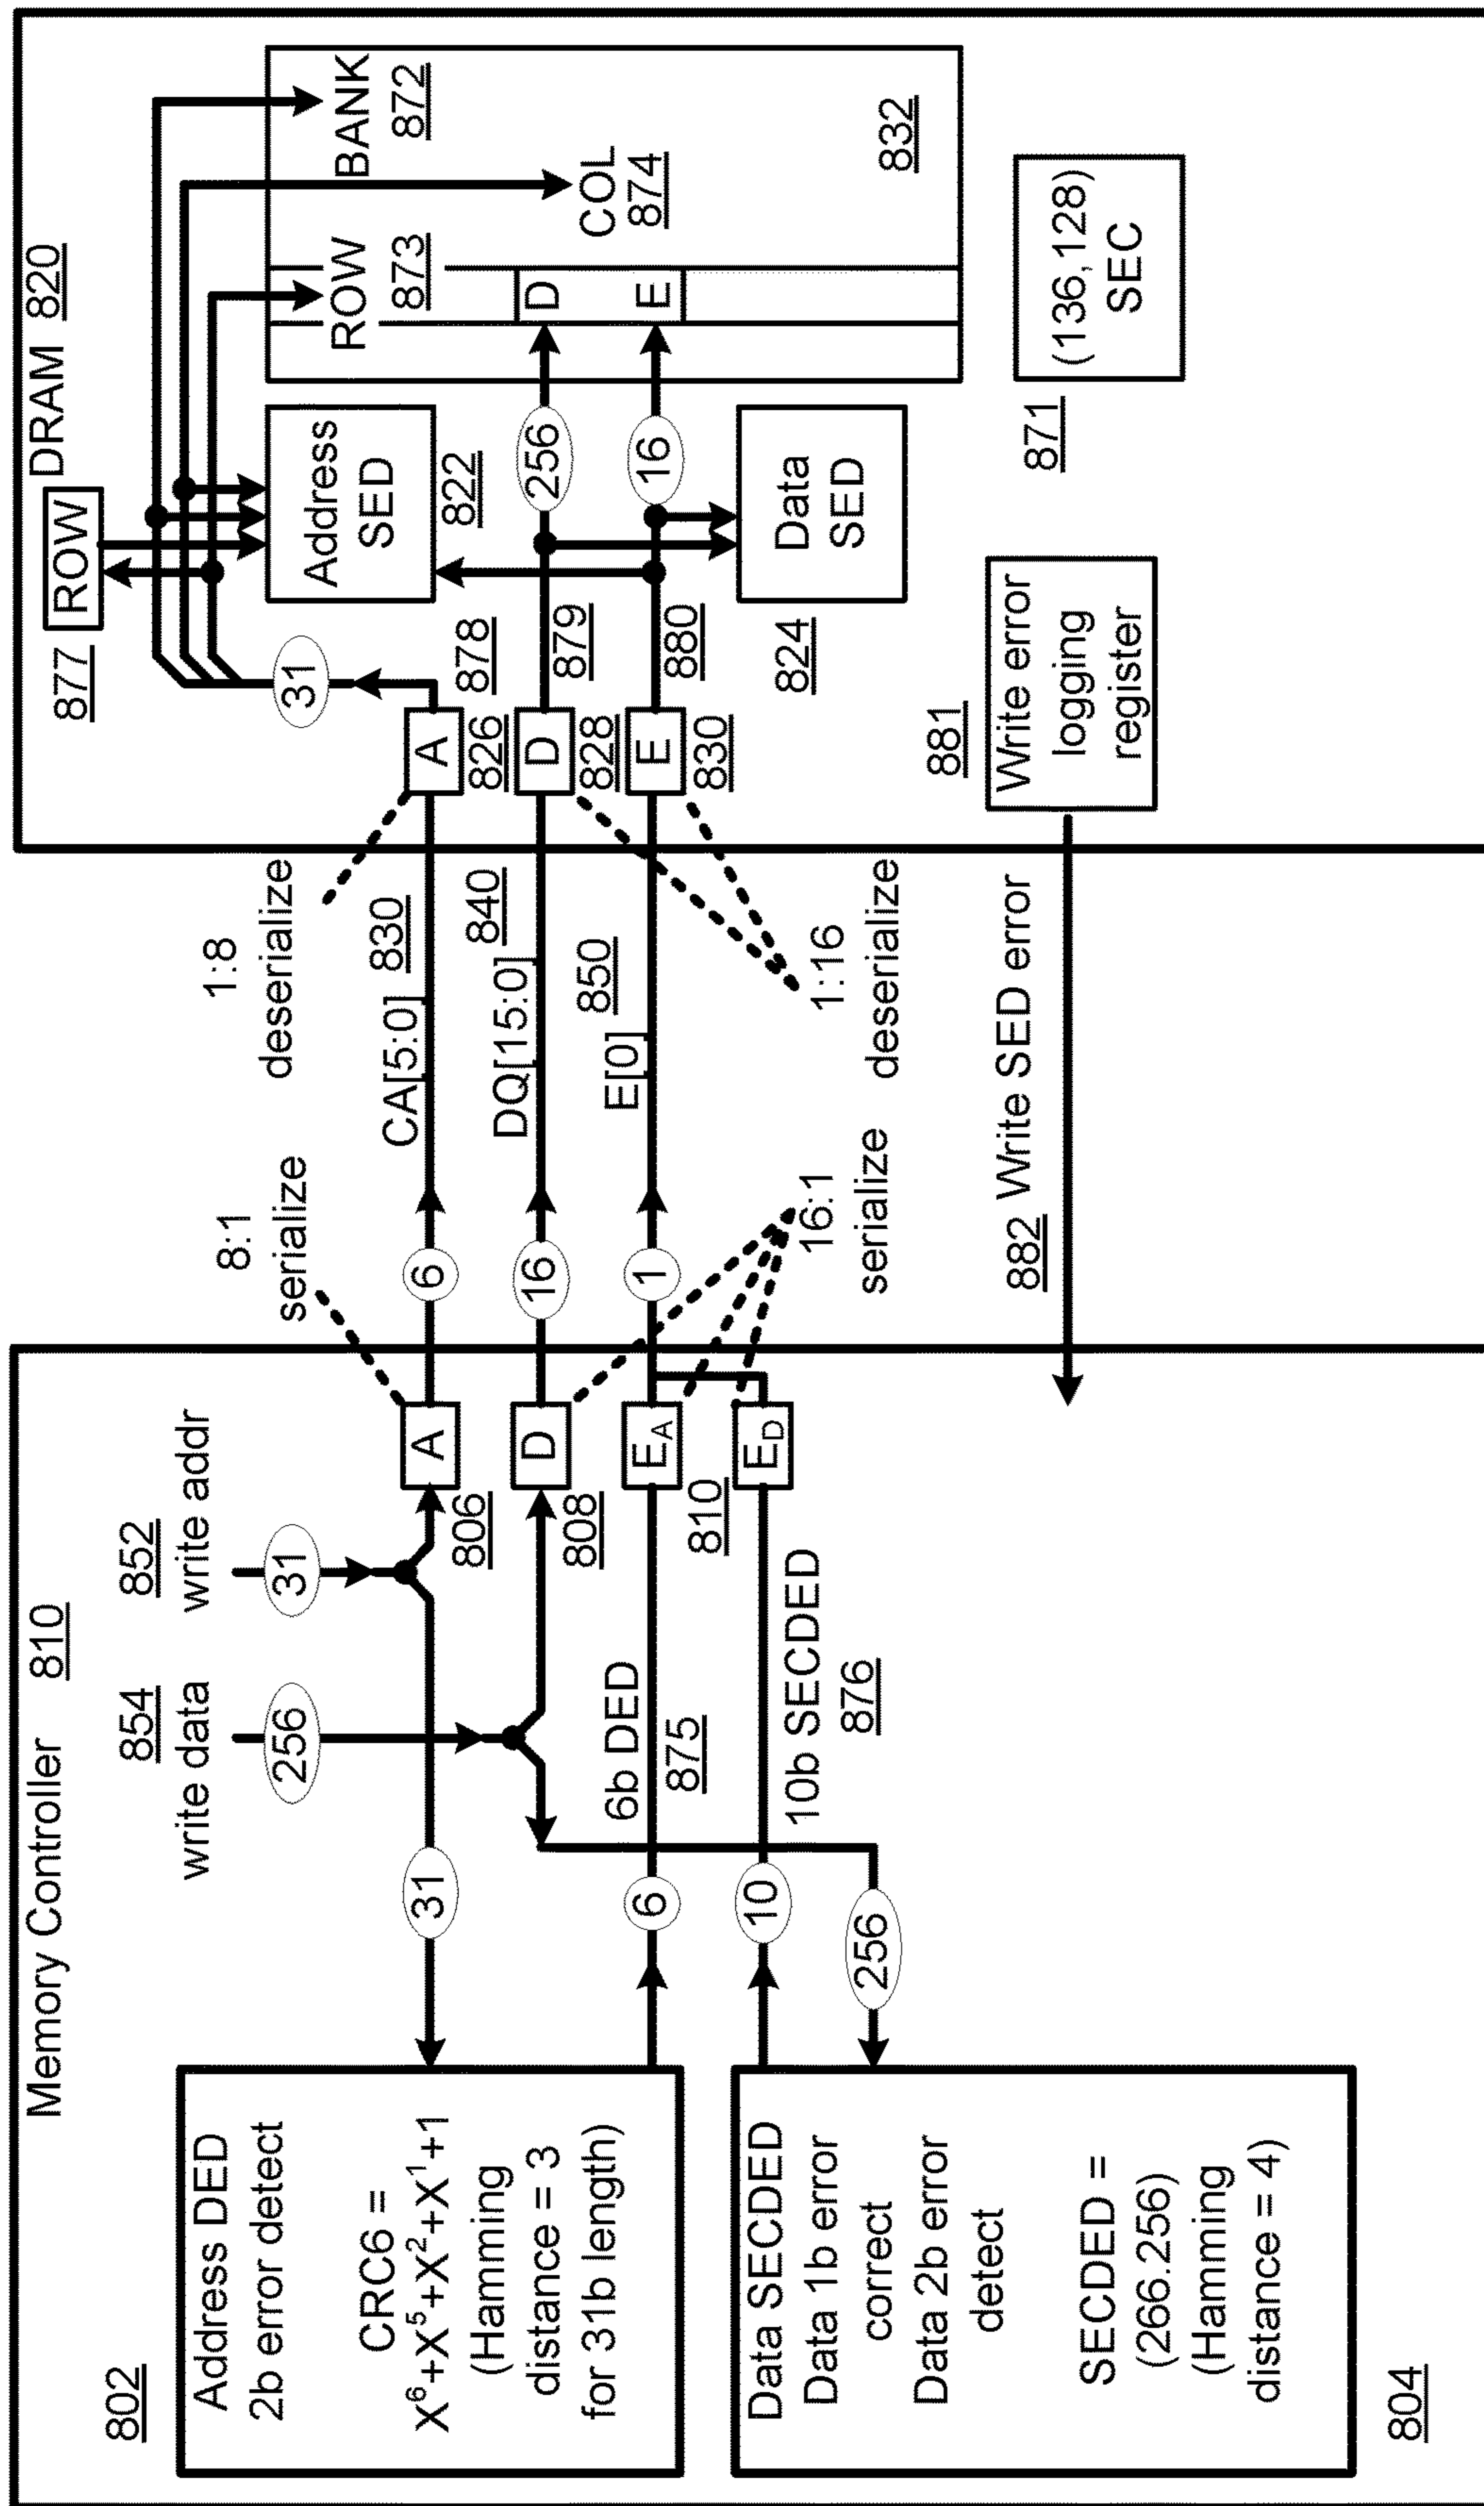 Memory Controller 810
802
Address DED
2b error detect
CRC6 =
X⁶+X⁵+X²+X¹+1
(Hamming
distance = 3
for 31b length)
Data SECDED
Data 1b error
correct
Data 2b error
detect
SECDED =
(266.256)
(Hamming
distance = 4)
804
854
write data
256
852
write addr
31
31
6
6b DED
875
10
10b SECDED
876
256
A
806
D
808
E_A
810
E_D
8:1
serialize
6
16
1
16:1
serialize
882
Write SED error
CA[5:0]
830
DQ[15:0]
840
E[0]
850
1:8
deserialize
1:16
deserialize
DRAM 820
877
ROW
31
A
826
878
D
828
879
E
830
880
Address
SED
822
256
16
Data
SED
824
881
Write error
logging
register
ROW
873
D
E
BANK
872
COL
874
832
871
(136,128)
SEC